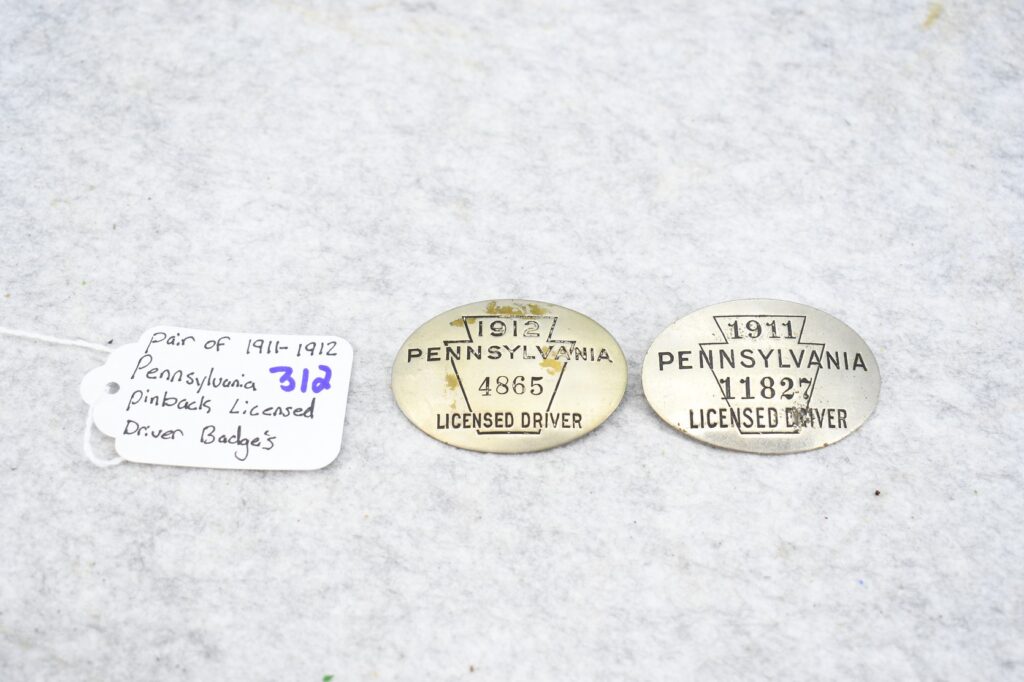 pair of 1911-1912
Pennsylvania 312
pinback Licensed
Driver Badge's
1912
PENNSYLVANIA
4865
LICENSED DRIVER
1911
PENNSYLVANIA
11827
LICENSED DRIVER